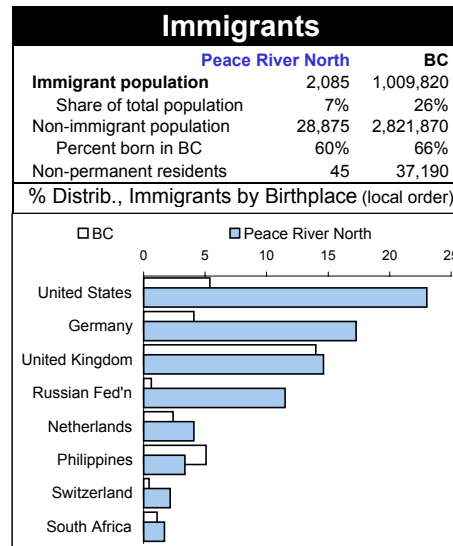 Immigrants
Peace River North BC
Immigrant population 2,085 1,009,820
Share of total population 7% 26%
Non-immigrant population 28,875 2,821,870
Percent born in BC 60% 66%
Non-permanent residents 45 37,190
% Distrib., Immigrants by Birthplace (local order)
BC Peace River North
0 5 10 15 20 25
United States
Germany
United Kingdom
Russian Fed'n
Netherlands
Philippines
Switzerland
South Africa